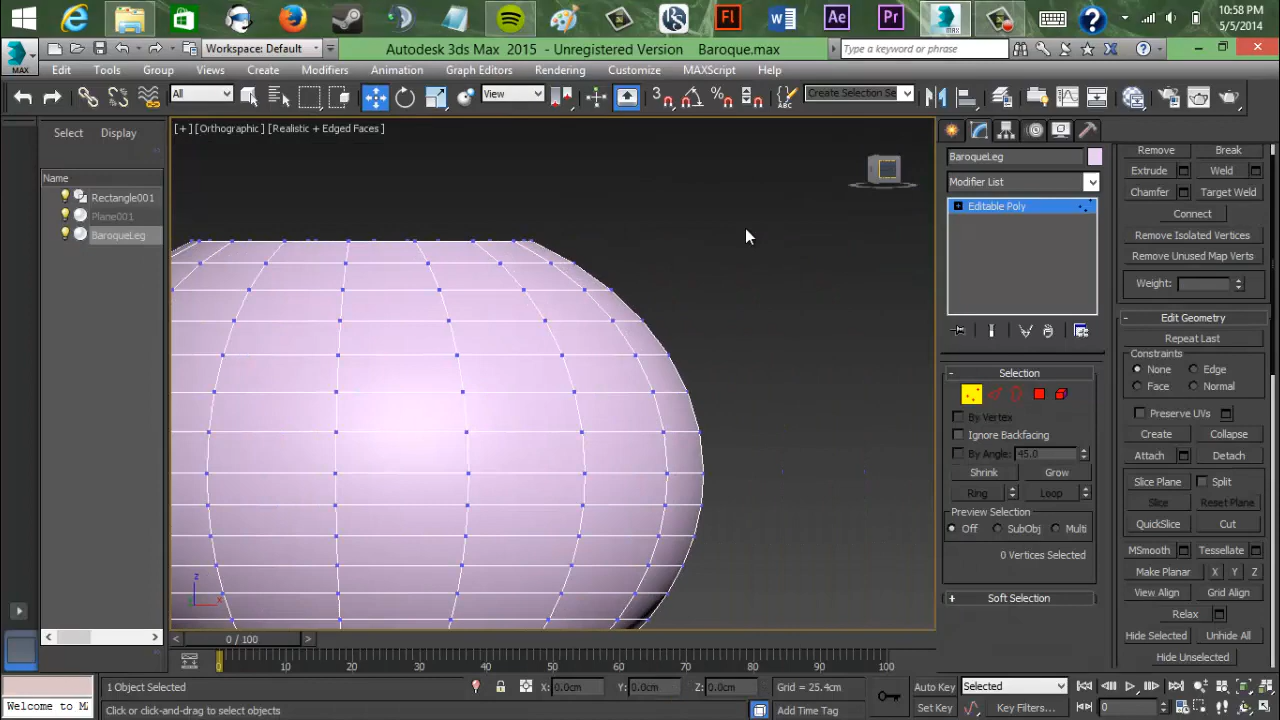 10:58 PM
5/5/2014
Autodesk 3ds Max 2015 - Unregistered Version Baroque.max
Workspace: Default
Type a keyword or phrase
MAX
Edit Tools Group Views Create Modifiers Animation Graph Editors Rendering Customize MAXScript Help
All
View
Create Selection Se
Select Display
[+] [Orthographic] [Realistic + Edged Faces]
Name
Rectangle001
Plane001
BaroqueLeg
BaroqueLeg
Modifier List
Editable Poly
Remove Break
Extrude Weld
Chamfer Target Weld
Connect
Remove Isolated Vertices
Remove Unused Map Verts
Weight:
Edit Geometry
Repeat Last
Constraints
None Edge
Face Normal
Preserve UVs
Create Collapse
Attach Detach
Slice Plane Split
Slice Reset Plane
QuickSlice Cut
MSmooth Tessellate
Make Planar X Y Z
View Align Grid Align
Relax
Hide Selected Unhide All
Hide Unselected
Selection
By Vertex
Ignore Backfacing
By Angle: 45.0
Shrink Grow
Ring Loop
Preview Selection
Off SubObj Multi
0 Vertices Selected
Soft Selection
z
x
0 / 100
0 10 20 30 40 50 60 70 80 90 100
1 Object Selected
X: 0.0cm Y: 0.0cm Z: 0.0cm
Grid = 25.4cm
Auto Key Selected
Welcome to M
Click or click-and-drag to select objects
Add Time Tag
Set Key Key Filters...
0